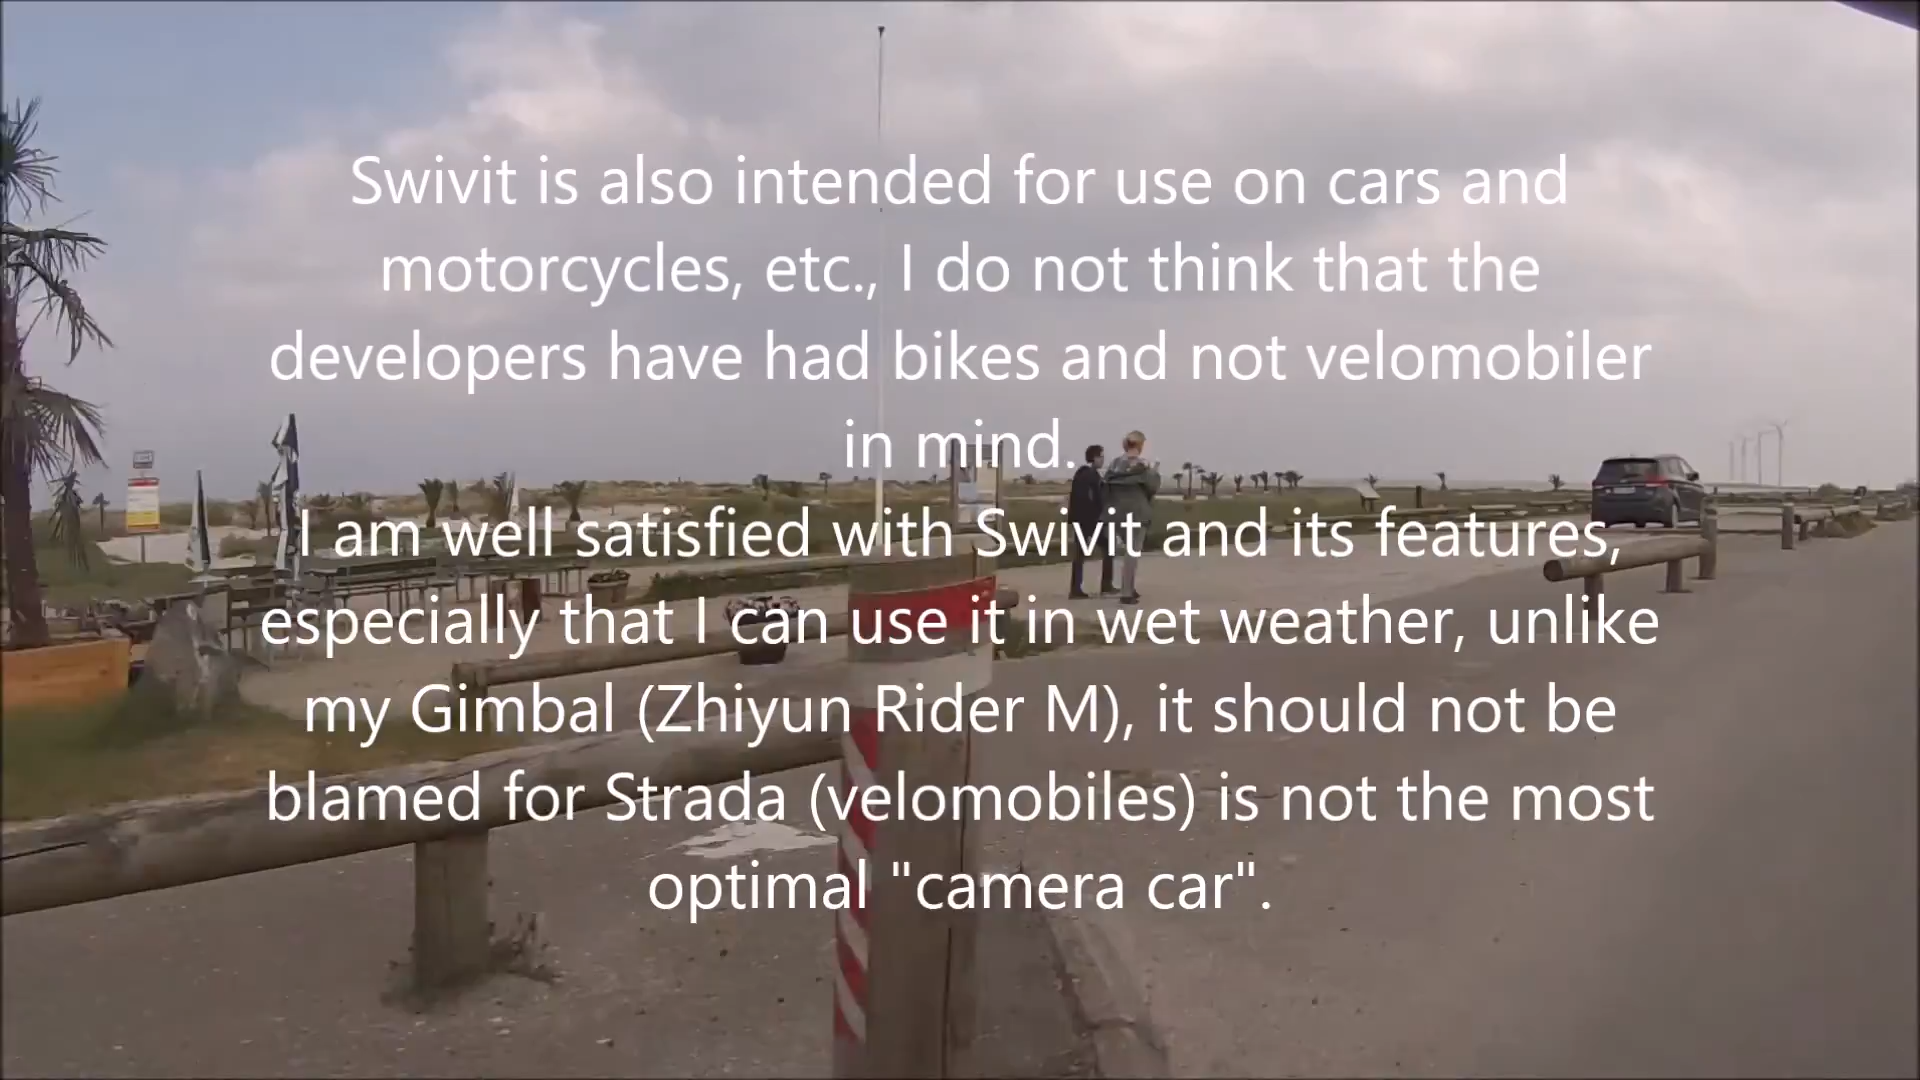 Swivit is also intended for use on cars and
motorcycles, etc., I do not think that the
developers have had bikes and not velomobiler
in mind.
I am well satisfied with Swivit and its features,
especially that I can use it in wet weather, unlike
my Gimbal (Zhiyun Rider M), it should not be
blamed for Strada (velomobiles) is not the most
optimal "camera car".